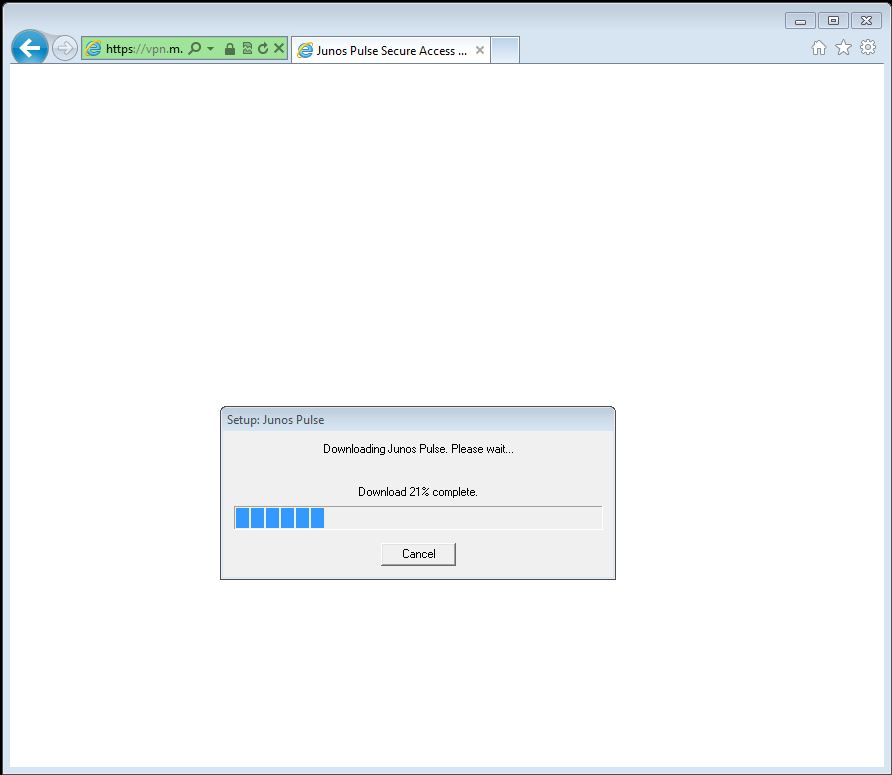 https://vpn.m.
Junos Pulse Secure Access ...
Setup: Junos Pulse
Downloading Junos Pulse. Please wait...
Download 21% complete.
Cancel